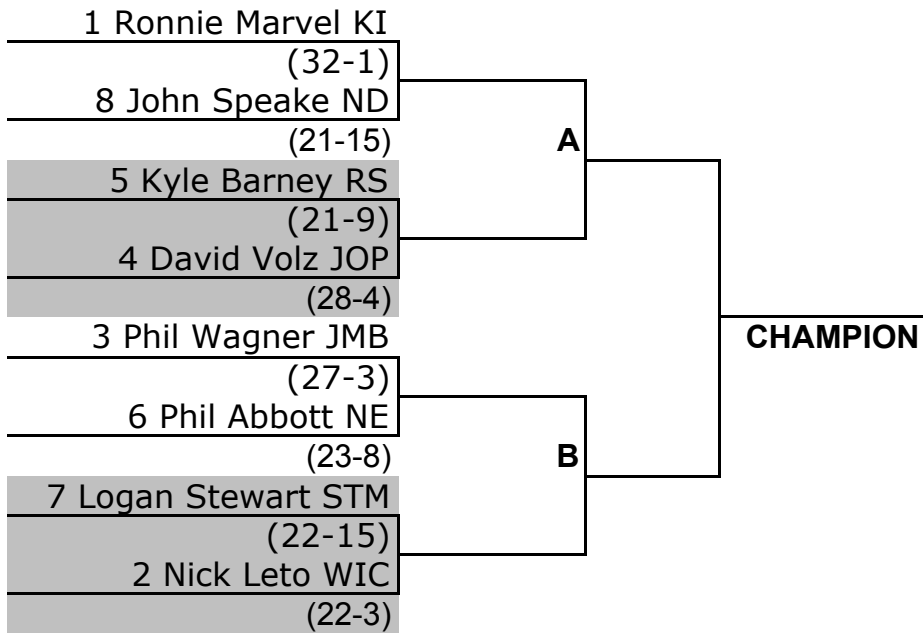 1 Ronnie Marvel KI
(32-1)
8 John Speake ND
(21-15)
A
5 Kyle Barney RS
(21-9)
4 David Volz JOP
(28-4)
3 Phil Wagner JMB
CHAMPION
(27-3)
6 Phil Abbott NE
(23-8)
B
7 Logan Stewart STM
(22-15)
2 Nick Leto WIC
(22-3)